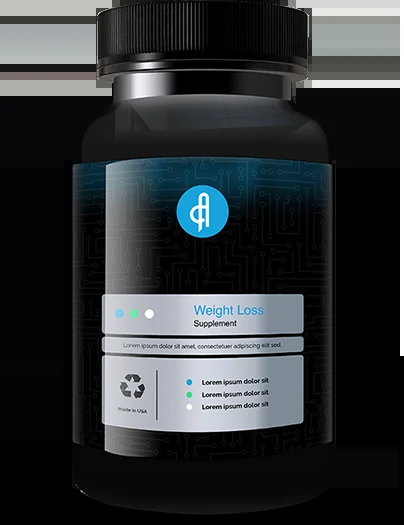 Weight Loss
Supplement
Lorem ipsum dolor sit amet, consectetuer adipiscing elit sed.
Lorem ipsum dolor sit
Lorem ipsum dolor sit
Lorem ipsum dolor sit
Made in USA